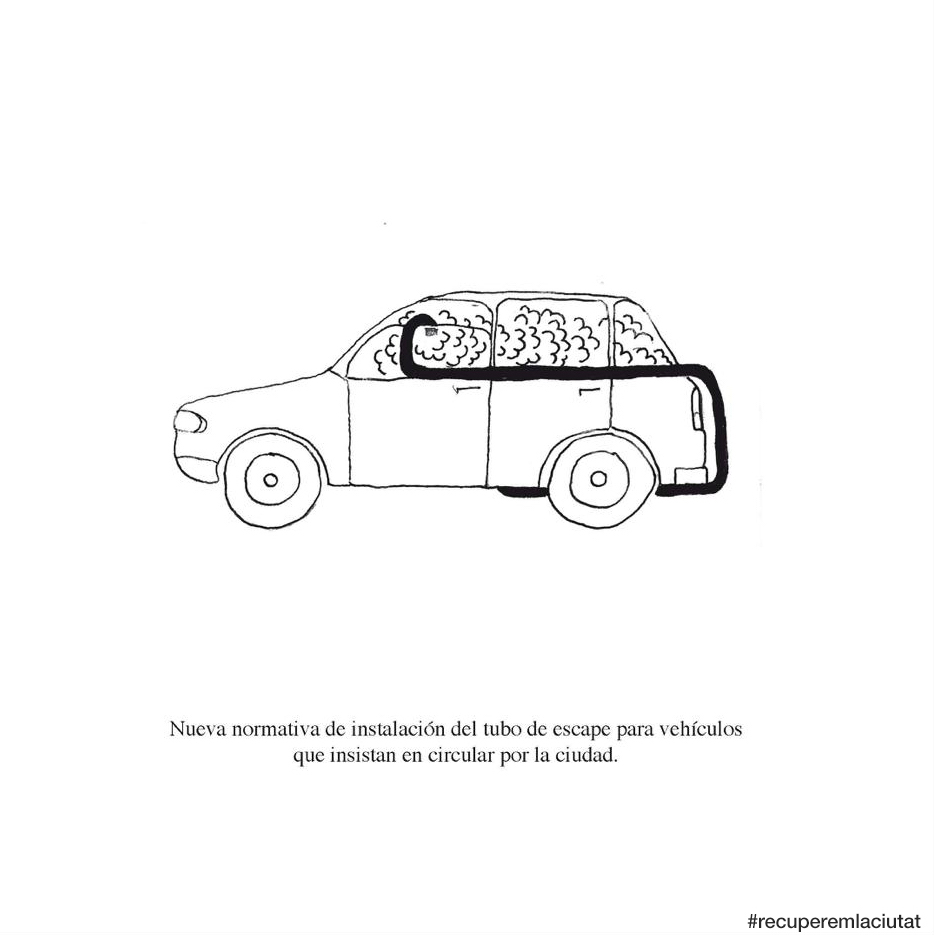 Nueva normativa de instalación del tubo de escape para vehículos
que insistan en circular por la ciudad.
#recuperemlaciutat